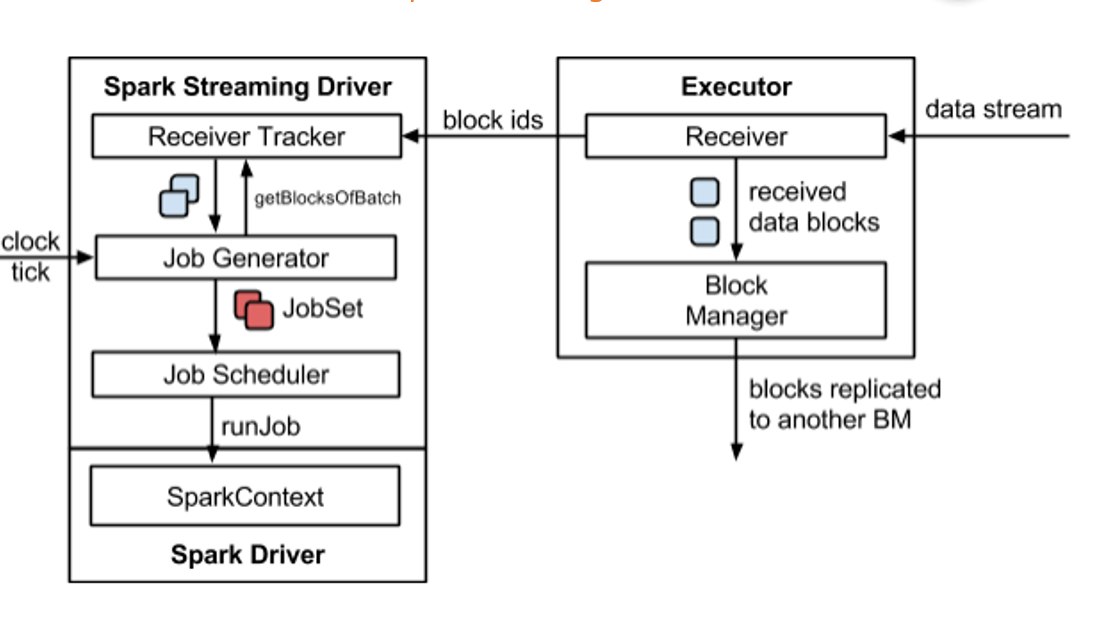 Spark Streaming Driver
Receiver Tracker
getBlocksOfBatch
clock
tick
Job Generator
JobSet
Job Scheduler
runJob
SparkContext
Spark Driver
block ids
Executor
Receiver
data stream
received
data blocks
Block
Manager
blocks replicated
to another BM